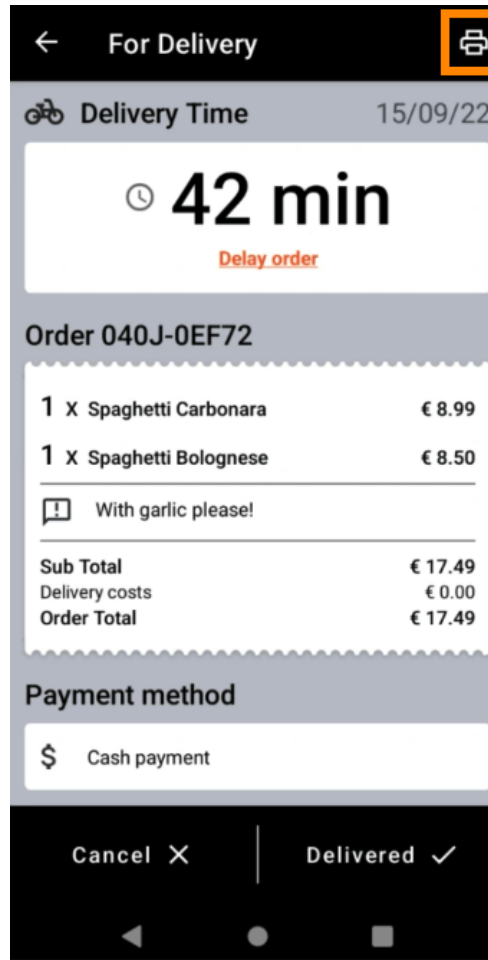 For Delivery
Delivery Time 15/09/22
42 min
Delay order
Order 040J-0EF72
1 X Spaghetti Carbonara € 8.99
1 X Spaghetti Bolognese € 8.50
With garlic please!
Sub Total € 17.49
Delivery costs € 0.00
Order Total € 17.49
Payment method
$ Cash payment
Cancel Delivered